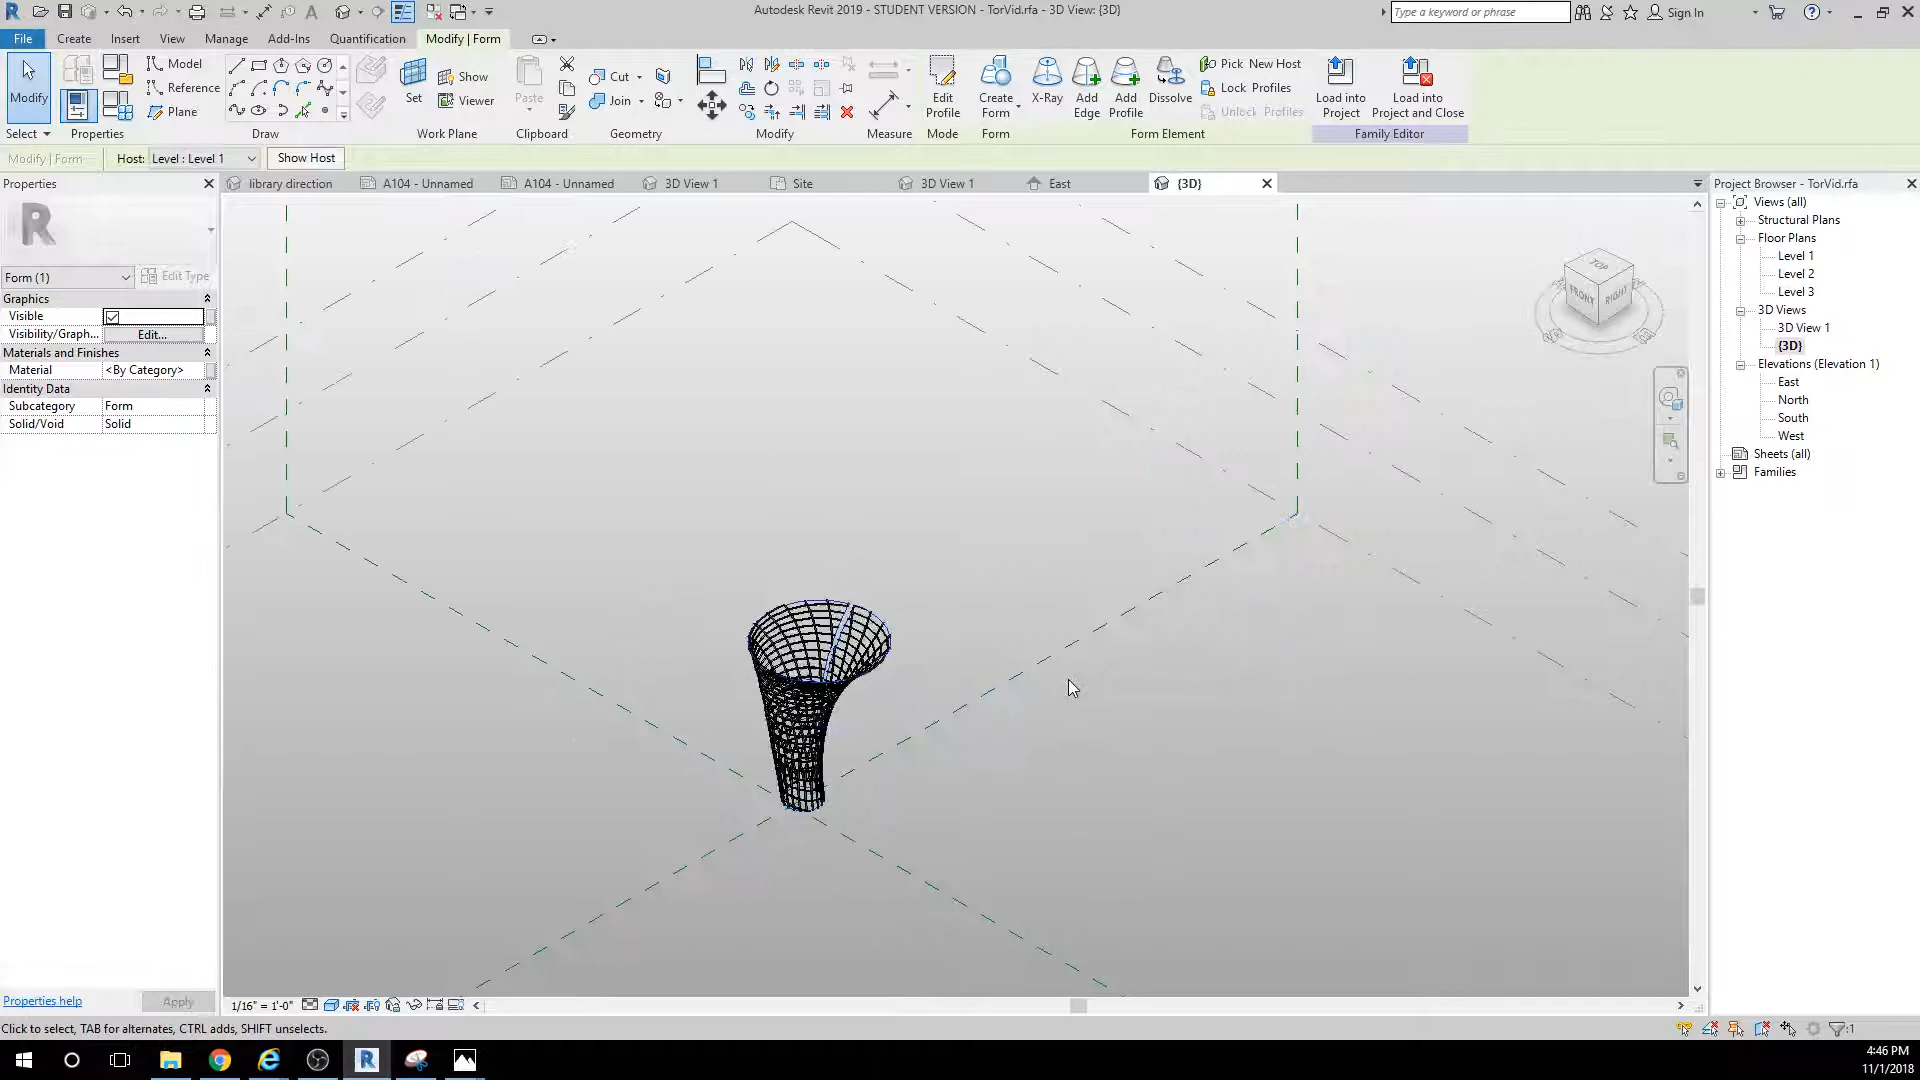 Autodesk Revit 2019 - STUDENT VERSION - TorVid.rfa - 3D View: {3D}
Type a keyword or phrase
Sign In
File Create Insert View Manage Add-Ins Quantification Modify | Form
Modify
Model
Reference
Plane
Set
Show
Viewer
Paste
Cut
Join
Edit Profile
Create Form
X-Ray
Add Edge
Add Profile
Dissolve
Pick New Host
Lock Profiles
Unlock Profiles
Load into Project
Load into Project and Close
Select Properties Draw Work Plane Clipboard Geometry Modify Measure Mode Form Form Element Family Editor
Modify | Form Host: Level : Level 1 Show Host
Properties
library direction A104 - Unnamed A104 - Unnamed 3D View 1 Site 3D View 1 East {3D}
Project Browser - TorVid.rfa
Form (1) Edit Type
Graphics
Visible
Visibility/Graph... Edit...
Materials and Finishes
Material <By Category>
Identity Data
Subcategory Form
Solid/Void Solid
TOP
FRONT
RIGHT
Views (all)
Structural Plans
Floor Plans
Level 1
Level 2
Level 3
3D Views
3D View 1
{3D}
Elevations (Elevation 1)
East
North
South
West
Sheets (all)
Families
Properties help Apply
1/16" = 1'-0"
Click to select, TAB for alternates, CTRL adds, SHIFT unselects.
:1
4:46 PM
11/1/2018